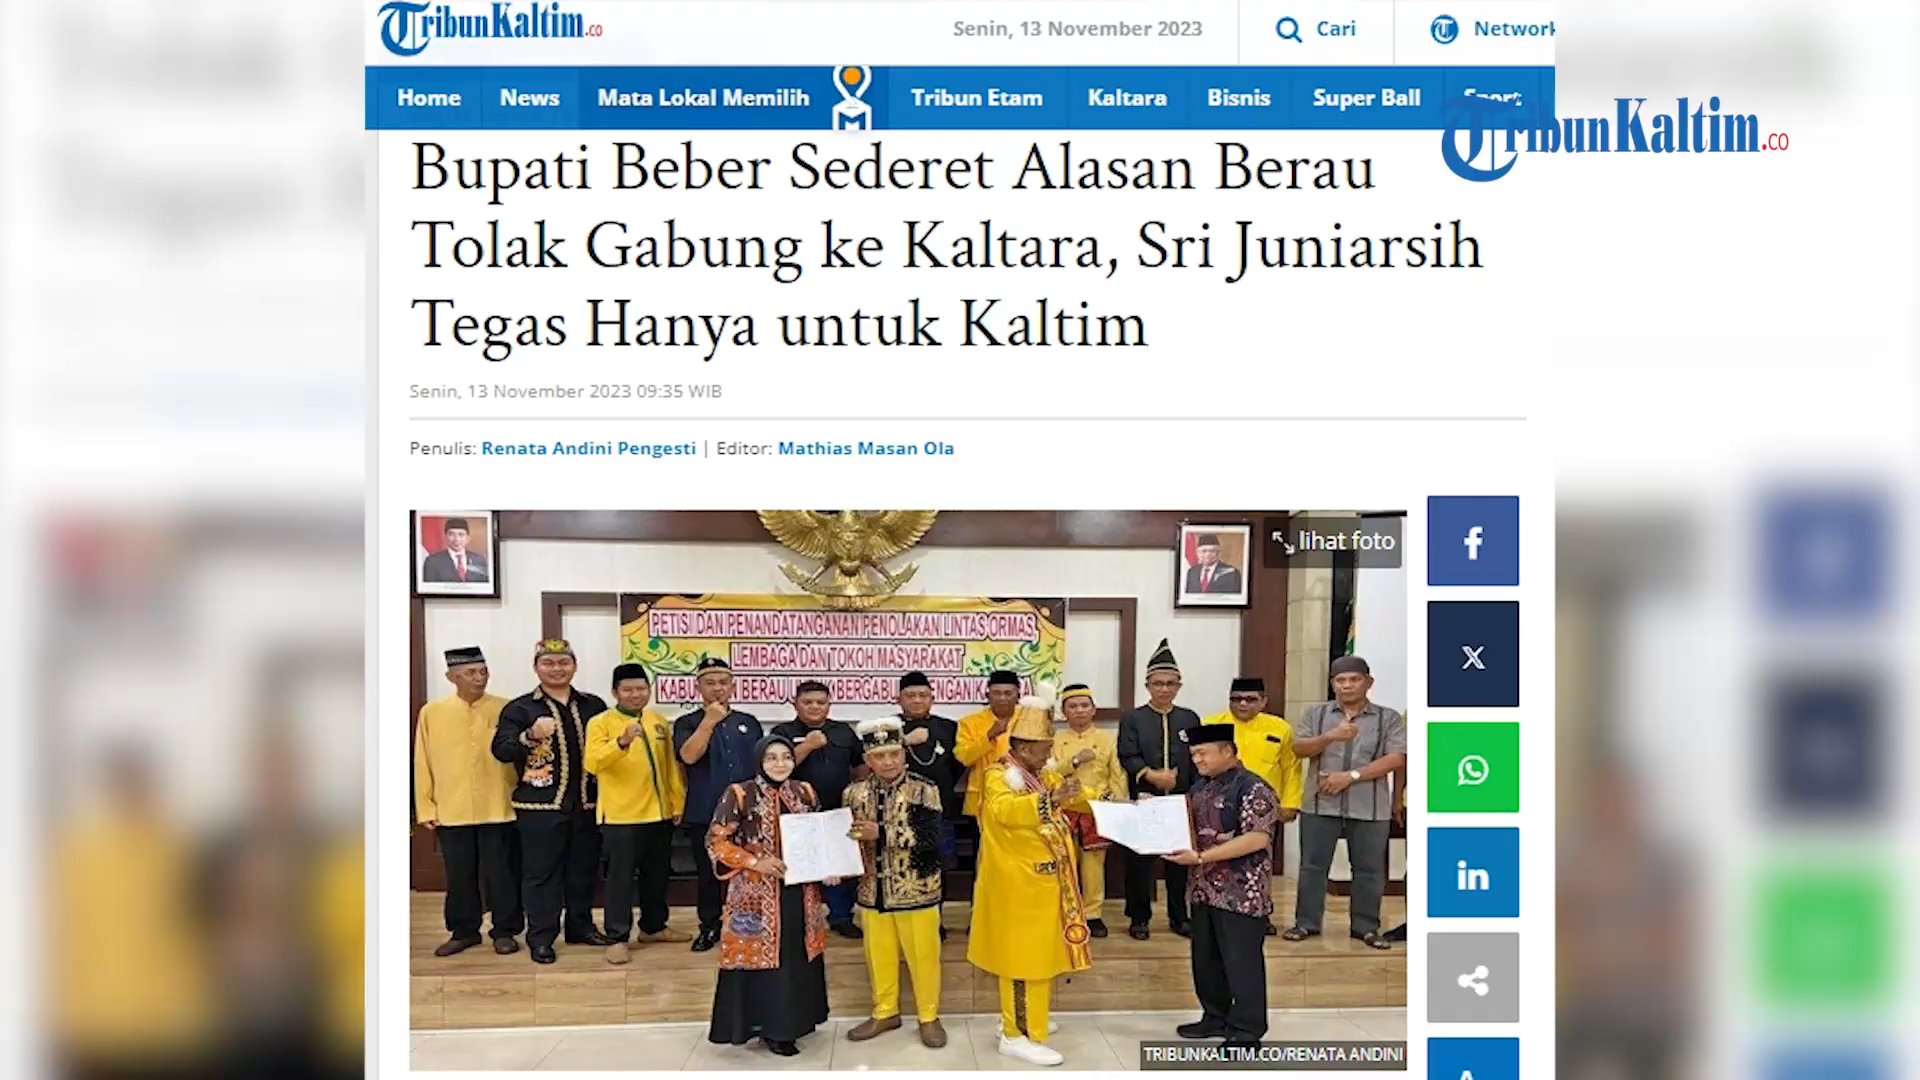 TribunKaltim.co
Senin, 13 November 2023
Cari
Network
Home
News
Mata Lokal Memilih
Tribun Etam
Kaltara
Bisnis
Super Ball
Sport
TribunKaltim.co
Bupati Beber Sederet Alasan Berau
Tolak Gabung ke Kaltara, Sri Juniarsih
Tegas Hanya untuk Kaltim
Senin, 13 November 2023 09:35 WIB
Penulis: Renata Andini Pengesti | Editor: Mathias Masan Ola
lihat foto
PETISI DAN PENANDATANGANAN PENOLAKAN LINTAS ORMAS,
LEMBAGA DAN TOKOH MASYARAKAT
BERAU
TRIBUNKALTIM.CO/RENATA ANDINI